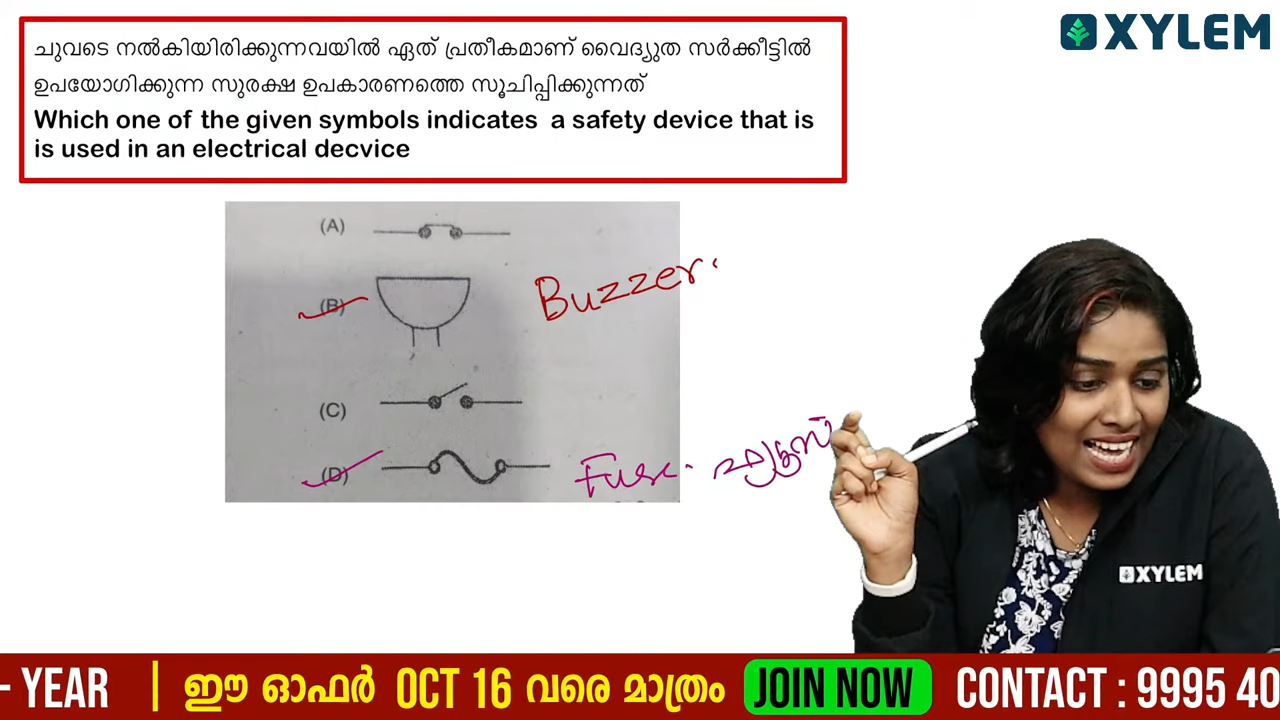 ചുവടെ നൽകിയിരിക്കുന്നവയിൽ ഏത് പ്രതീകമാണ് വൈദ്യുത സർക്കീട്ടിൽ
ഉപയോഗിക്കുന്ന സുരക്ഷ ഉപകാരണത്തെ സൂചിപ്പിക്കുന്നത്
Which one of the given symbols indicates a safety device that is
is used in an electrical decvice
XYLEM
(A)
(B)
Buzzer.
(C)
(D)
Fuse. ഫ്യൂസ്
XYLEM
- YEAR | ഈ ഓഫർ OCT 16 വരെ മാത്രം JOIN NOW CONTACT : 9995 40